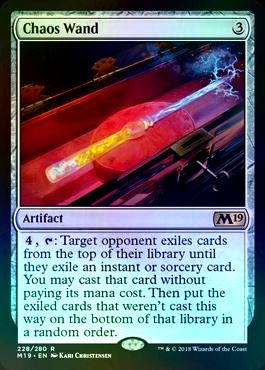 Chaos Wand 3
Artifact M19
4, T: Target opponent exiles cards
from the top of their library until
they exile an instant or sorcery card.
You may cast that card without
paying its mana cost. Then put the
exiled cards that weren't cast this
way on the bottom of that library in
a random order.
228/280 R
M19 • EN KARI CHRISTENSEN
™ & © 2018 Wizards of the Coast